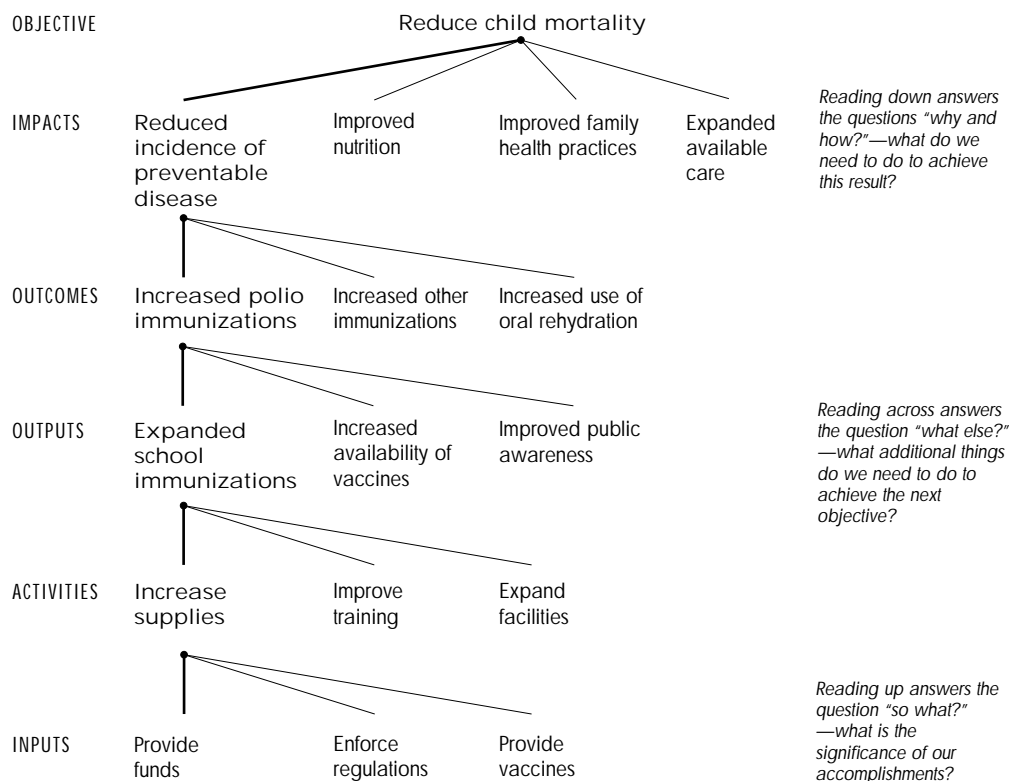 OBJECTIVE
Reduce child mortality
IMPACTS
Reduced
incidence of
preventable
disease
Improved
nutrition
Improved family
health practices
Expanded
available
care
Reading down answers
the questions “why and
how?”—what do we
need to do to achieve
this result?
OUTCOMES
Increased polio
immunizations
Increased other
immunizations
Increased use of
oral rehydration
OUTPUTS
Expanded
school
immunizations
Increased
availability of
vaccines
Improved public
awareness
Reading across answers
the question “what else?”
—what additional things
do we need to do to
achieve the next
objective?
ACTIVITIES
Increase
supplies
Improve
training
Expand
facilities
INPUTS
Provide
funds
Enforce
regulations
Provide
vaccines
Reading up answers the
question “so what?”
—what is the
significance of our
accomplishments?